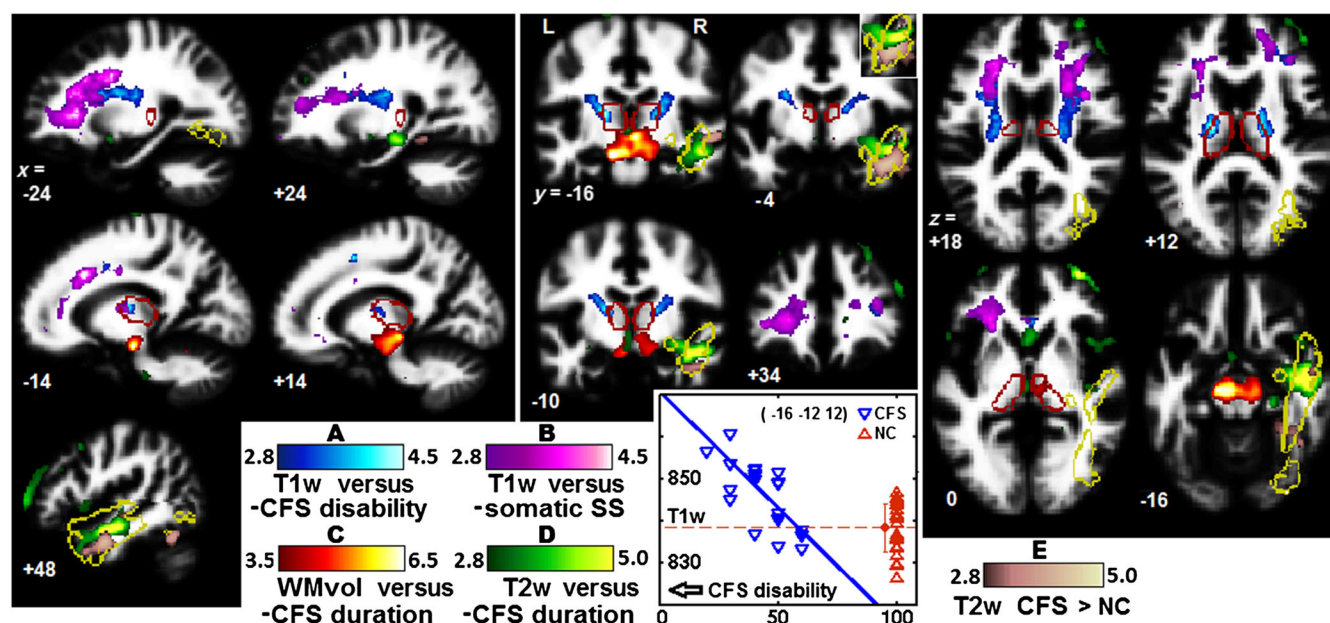 x =
-24
+24
-14
+14
+48
L
R
y = -16
-4
-10
+34
z =
+18
+12
0
-16
A
2.8
4.5
T1w versus
-CFS disability
B
2.8
4.5
T1w versus
-somatic SS
C
3.5
6.5
WMvol versus
-CFS duration
D
2.8
5.0
T2w versus
-CFS duration
( -16 -12 12)
CFS
NC
850
T1w
830
CFS disability
0
50
100
E
2.8
5.0
T2w CFS > NC